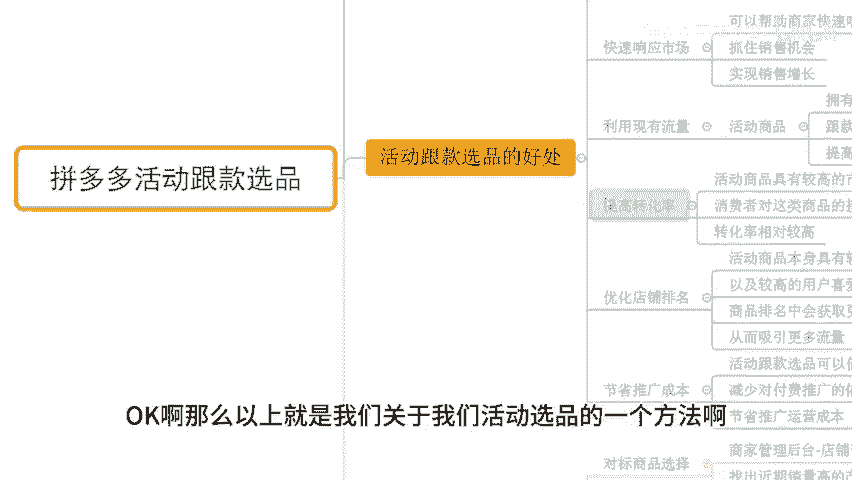 拼多多活动跟款选品
活动跟款选品的好处
快速响应市场
可以帮助商家快速
抓住销售机会
实现销售增长
利用现有流量
活动商品
拥有
跟款
提高
提高转化率
活动商品具有较高的
消费者对这类商品的
转化率相对较高
优化店铺排名
活动商品本身具有
以及较高的用户喜
商品排名中会获取
从而吸引更多流量
节省推广成本
活动跟款选品可以
减少对付费推广的
节省推广运营成本
对标商品选择
商家管理后台-店铺
找出近期销量高的
OK啊那么以上就是我们关于我们活动选品的一个方法啊